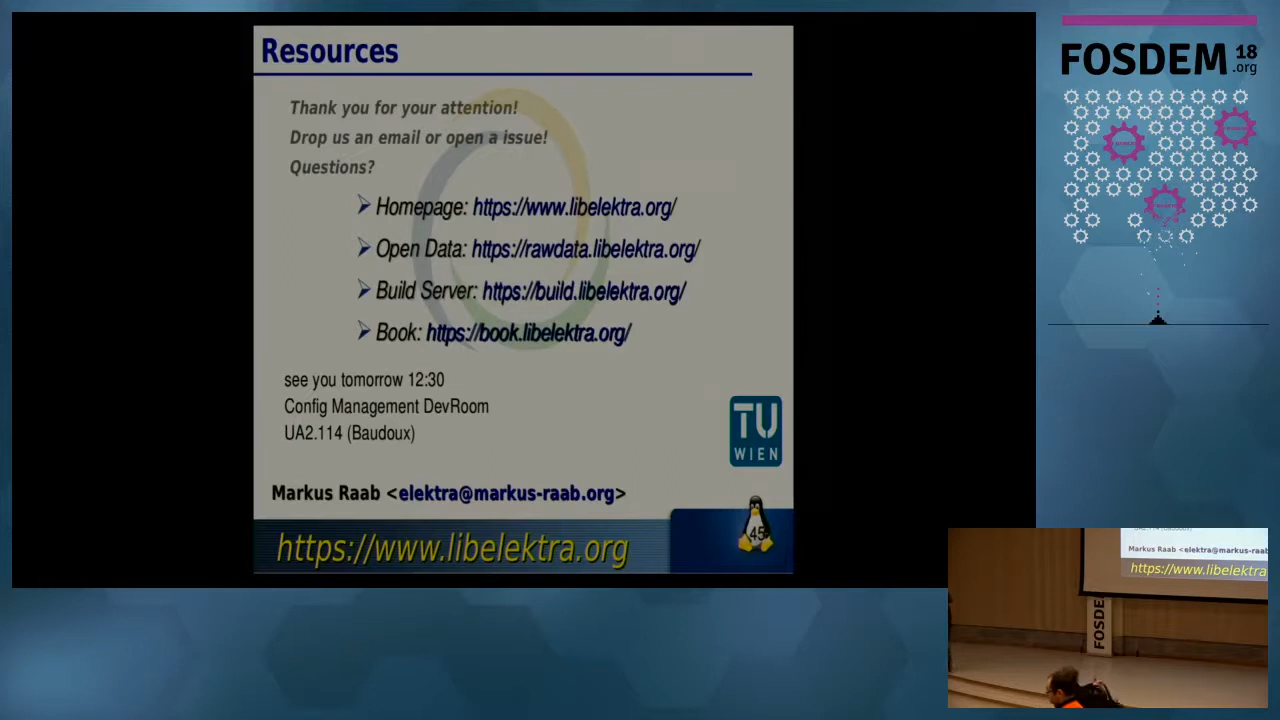 Resources
Thank you for your attention!
Drop us an email or open a issue!
Questions?
Homepage: https://www.libelektra.org/
Open Data: https://rawdata.libelektra.org/
Build Server: https://build.libelektra.org/
Book: https://book.libelektra.org/
see you tomorrow 12:30
Config Management DevRoom
UA2.114 (Baudoux)
TU
WIEN
Markus Raab <elektra@markus-raab.org>
45
https://www.libelektra.org
FOSDEM 18
.org
Markus Raab <elektra@markus-raab
https://www.libelektra
FOSDE